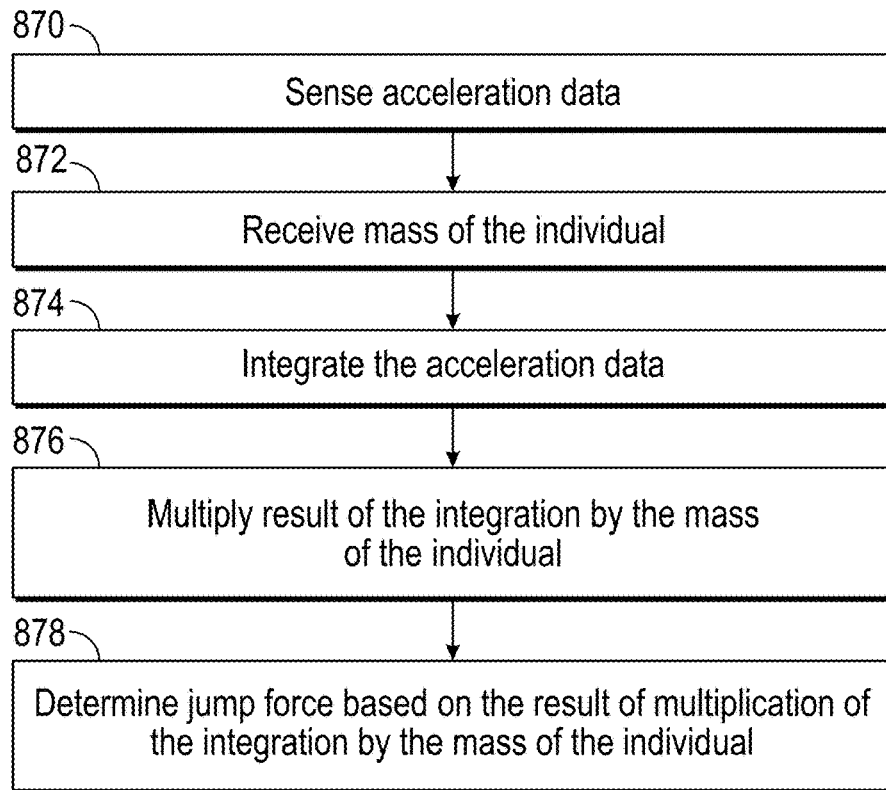 870
Sense acceleration data
872
Receive mass of the individual
874
Integrate the acceleration data
876
Multiply result of the integration by the mass
of the individual
878
Determine jump force based on the result of multiplication of
the integration by the mass of the individual